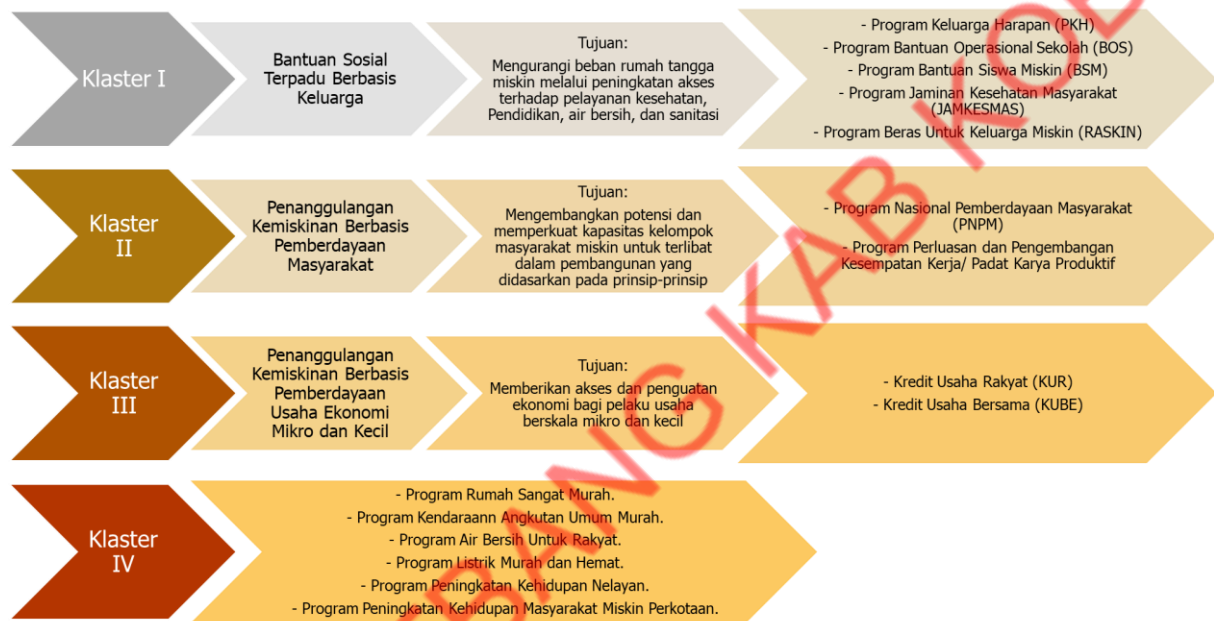 Klaster I
Bantuan Sosial
Terpadu Berbasis
Keluarga
Tujuan:
Mengurangi beban rumah tangga
miskin melalui peningkatan akses
terhadap pelayanan kesehatan,
Pendidikan, air bersih, dan sanitasi
- Program Keluarga Harapan (PKH)
- Program Bantuan Operasional Sekolah (BOS)
- Program Bantuan Siswa Miskin (BSM)
- Program Jaminan Kesehatan Masyarakat
(JAMKESMAS)
- Program Beras Untuk Keluarga Miskin (RASKIN)
Klaster
II
Penanggulangan
Kemiskinan Berbasis
Pemberdayaan
Masyarakat
Tujuan:
Mengembangkan potensi dan
memperkuat kapasitas kelompok
masyarakat miskin untuk terlibat
dalam pembangunan yang
didasarkan pada prinsip-prinsip
- Program Nasional Pemberdayaan Masyarakat
(PNPM)
- Program Perluasan dan Pengembangan
Kesempatan Kerja/ Padat Karya Produktif
Klaster
III
Penanggulangan
Kemiskinan Berbasis
Pemberdayaan
Usaha Ekonomi
Mikro dan Kecil
Tujuan:
Memberikan akses dan penguatan
ekonomi bagi pelaku usaha
berskala mikro dan kecil
- Kredit Usaha Rakyat (KUR)
- Kredit Usaha Bersama (KUBE)
Klaster
IV
- Program Rumah Sangat Murah.
- Program Kendaraann Angkutan Umum Murah.
- Program Air Bersih Untuk Rakyat.
- Program Listrik Murah dan Hemat.
- Program Peningkatan Kehidupan Nelayan.
- Program Peningkatan Kehidupan Masyarakat Miskin Perkotaan.
KAB